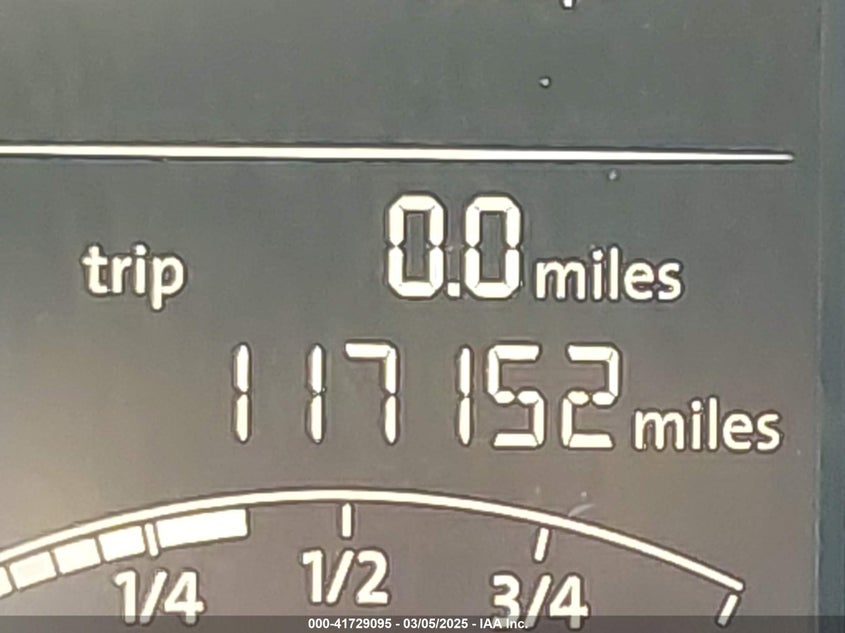 trip 0.0 miles
117152 miles
1/4 1/2 3/4
000-41729095 - 03/05/2025 - IAA Inc.